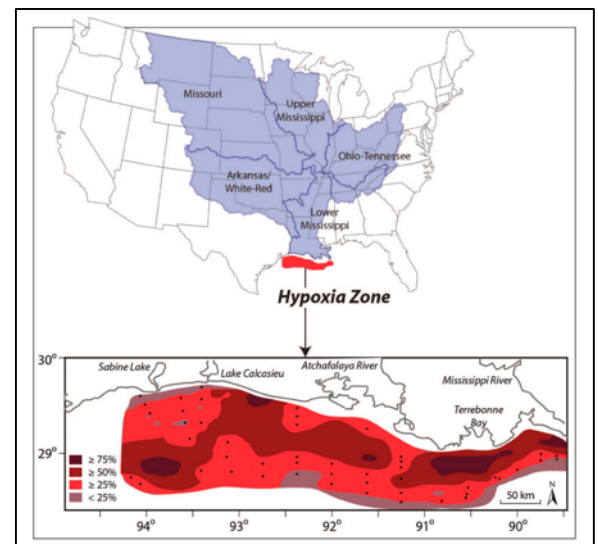 Missouri
Upper
Mississippi
Ohio-Tennessee
Arkansas/
White-Red
Lower
Mississippi
Hypoxia Zone
30°
Sabine Lake
Lake Calcasieu
Atchafalaya River
Mississippi River
Terrebonne
Bay
29°
≥ 75%
≥ 50%
≥ 25%
< 25%
50 km
N
94° 93° 92° 91° 90°